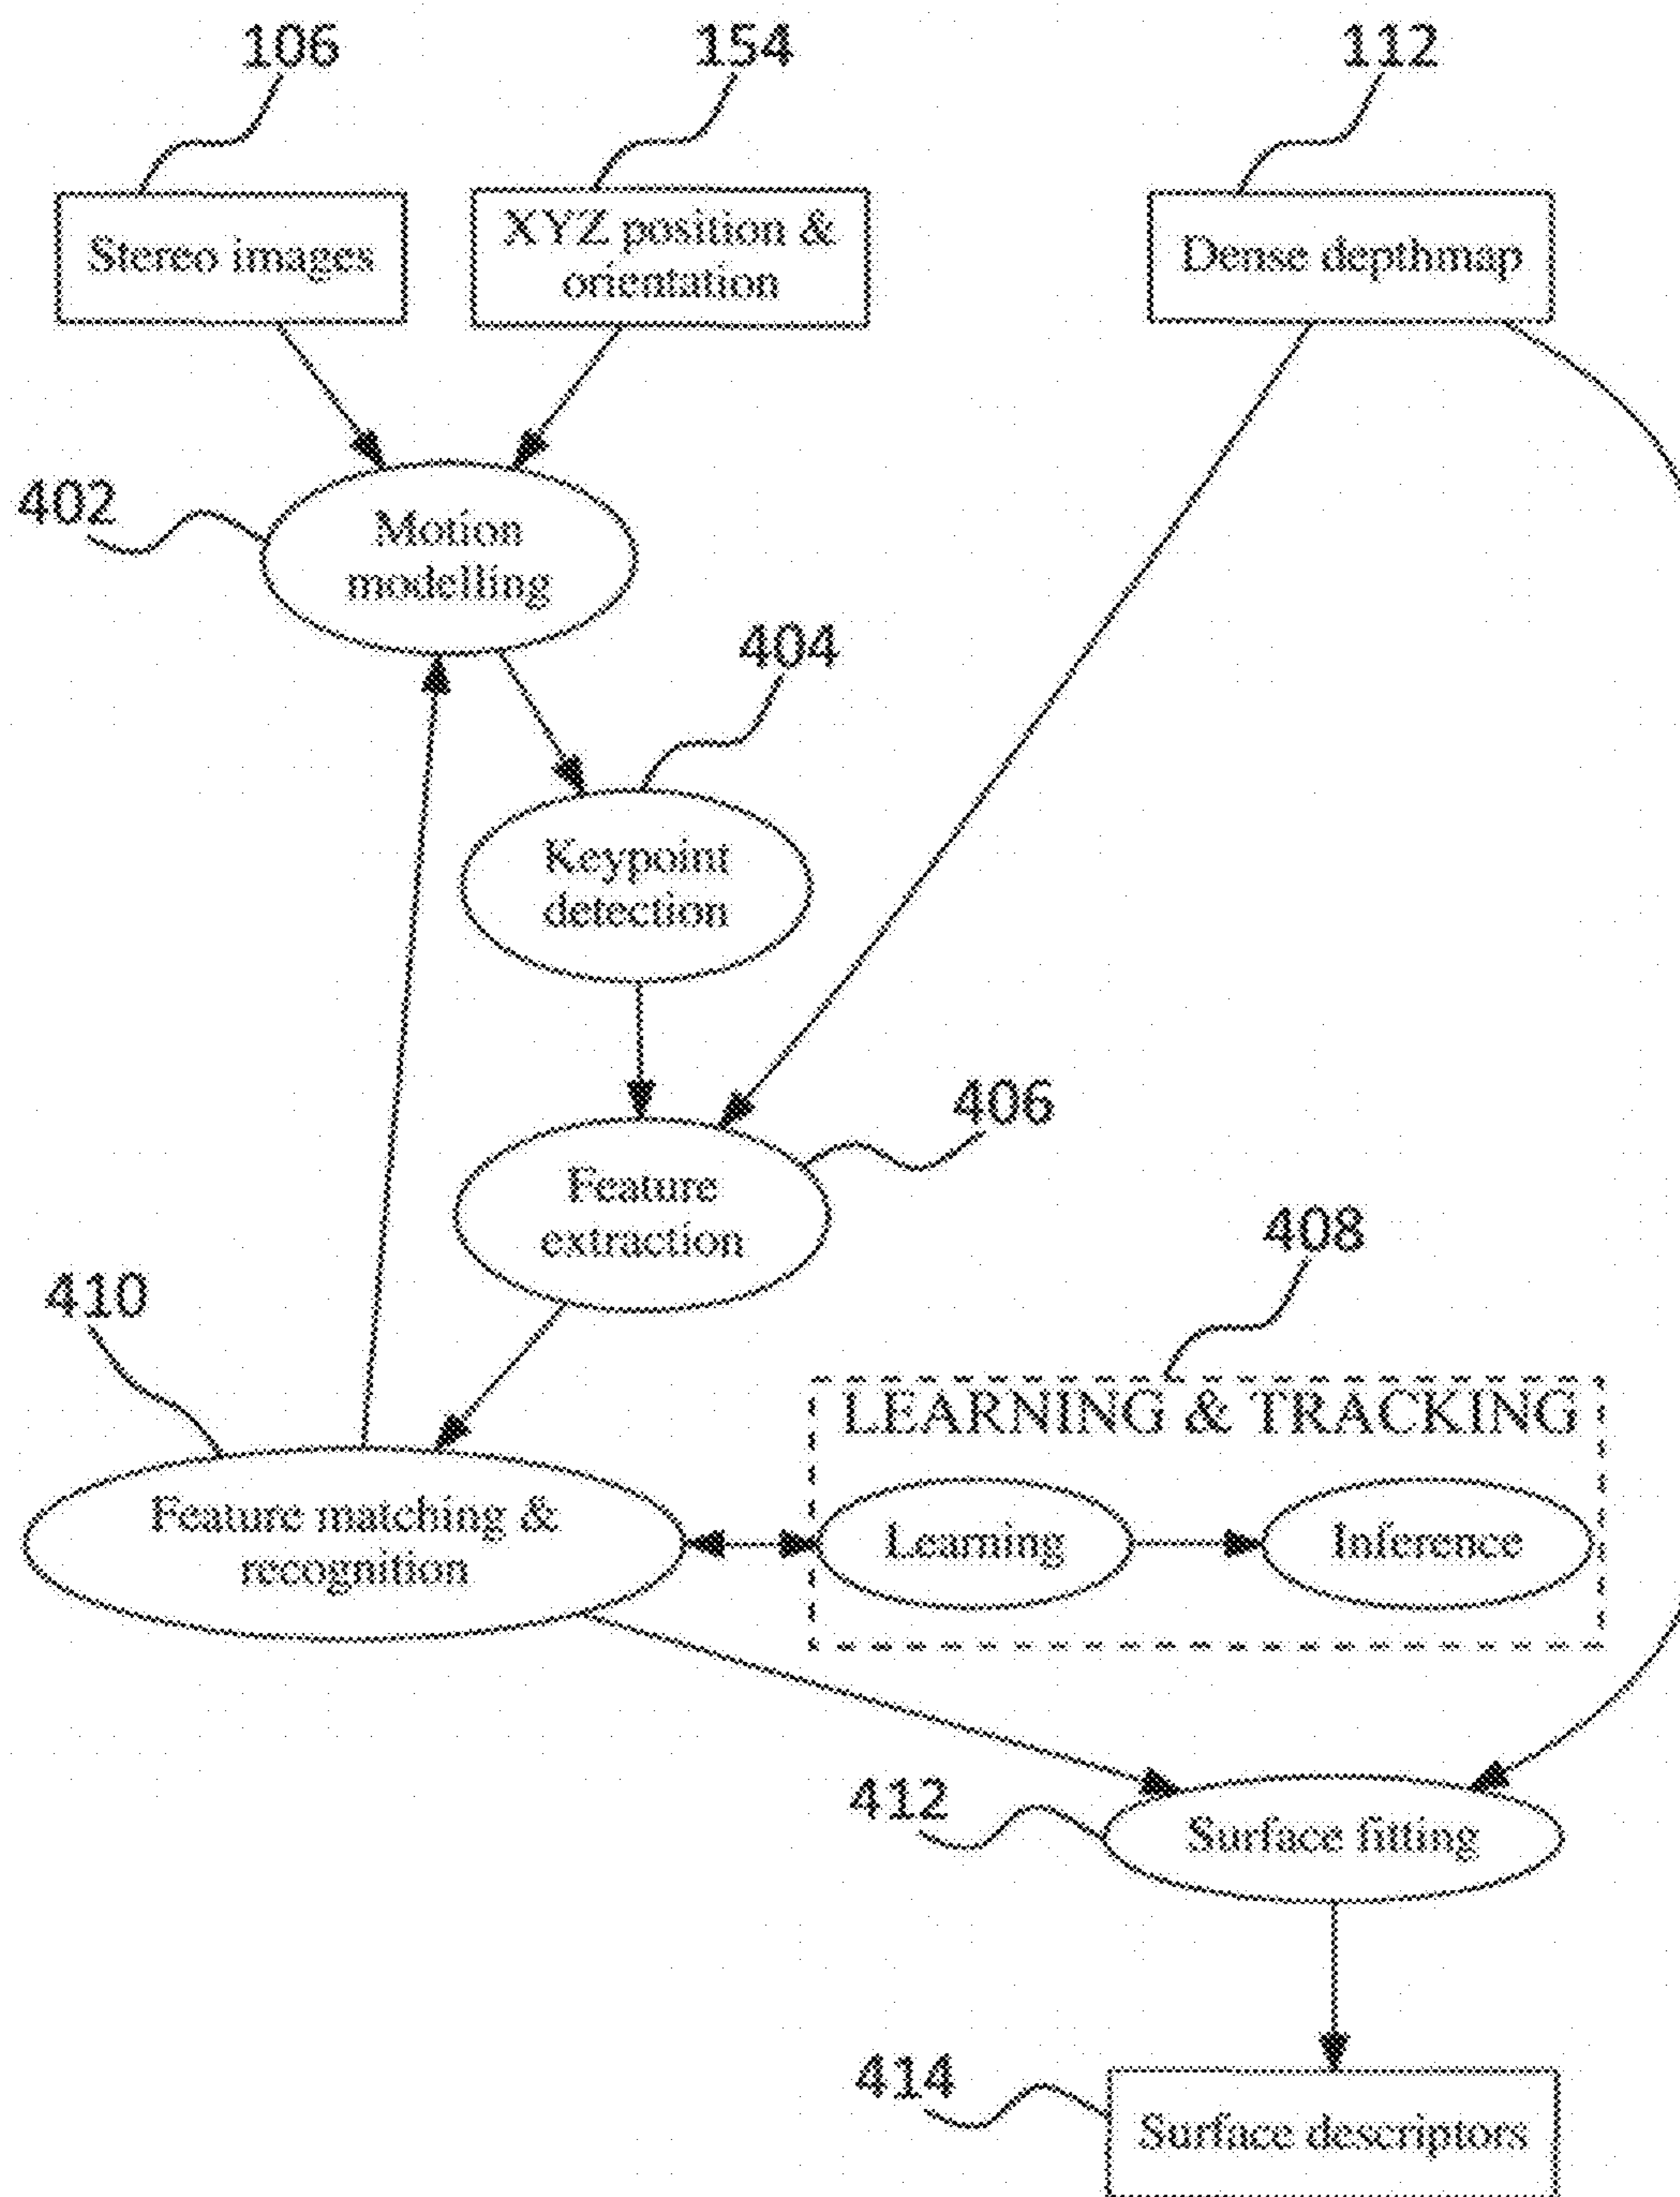 106
154
112
Stereo images
XYZ position &
orientation
Dense depthmap
402
Motion
modelling
404
Keypoint
detection
406
Feature
extraction
408
410
LEARNING & TRACKING
Feature matching &
recognition
Learning
Inference
412
Surface fitting
414
Surface descriptors